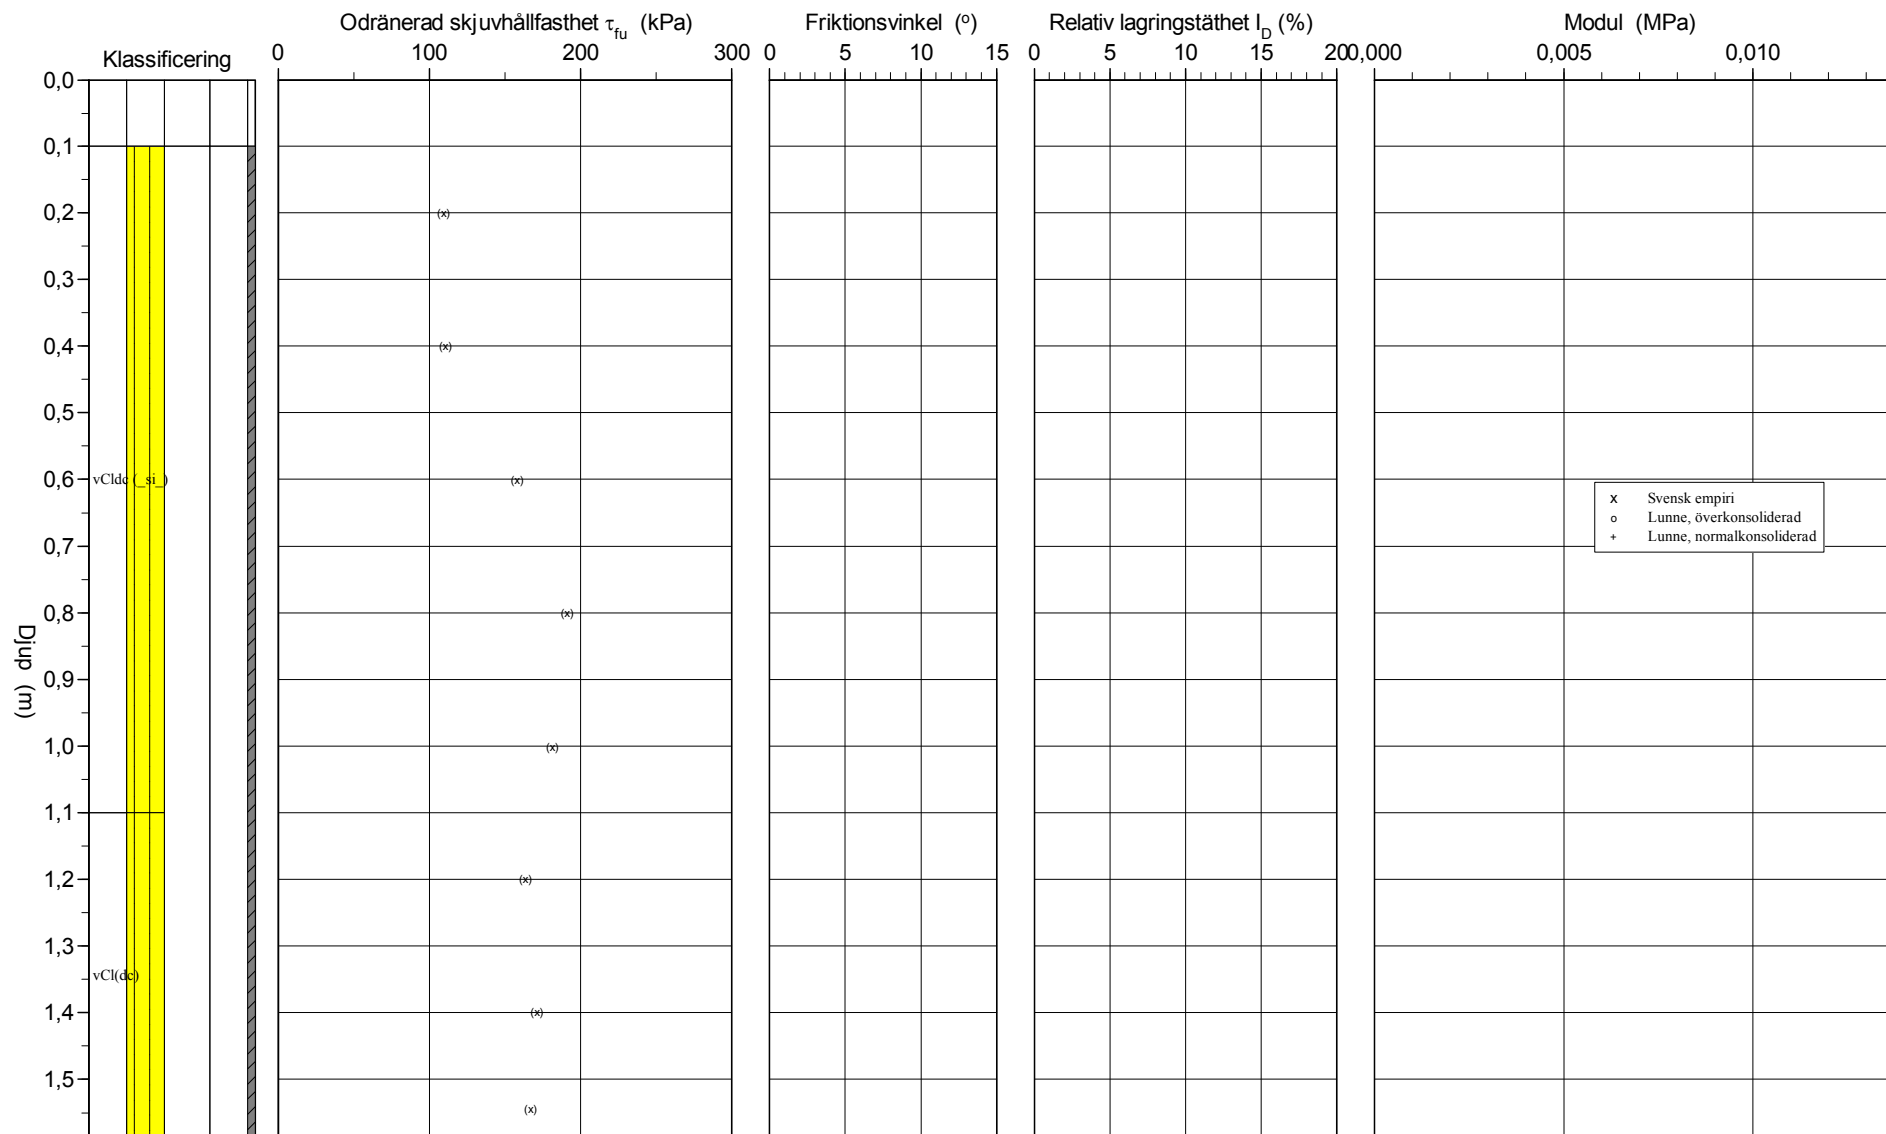 Odränerad skjuvhållfasthet τfu (kPa)
Friktionsvinkel (º)
Relativ lagringstäthet ID (%)
Modul (MPa)
0 100 200 300
0 5 10 15
0 5 10 15 20
0,000 0,005 0,010
Klassificering
0,0
0,1
0,2
(x)
0,3
0,4
(x)
0,5
0,6
vCldc (_si_)
(x)
x Svensk empiri
o Lunne, överkonsoliderad
+ Lunne, normalkonsoliderad
0,7
0,8
(x)
Djup (m)
0,9
1,0
(x)
1,1
1,2
(x)
1,3
vCl(dc)
1,4
(x)
1,5
(x)